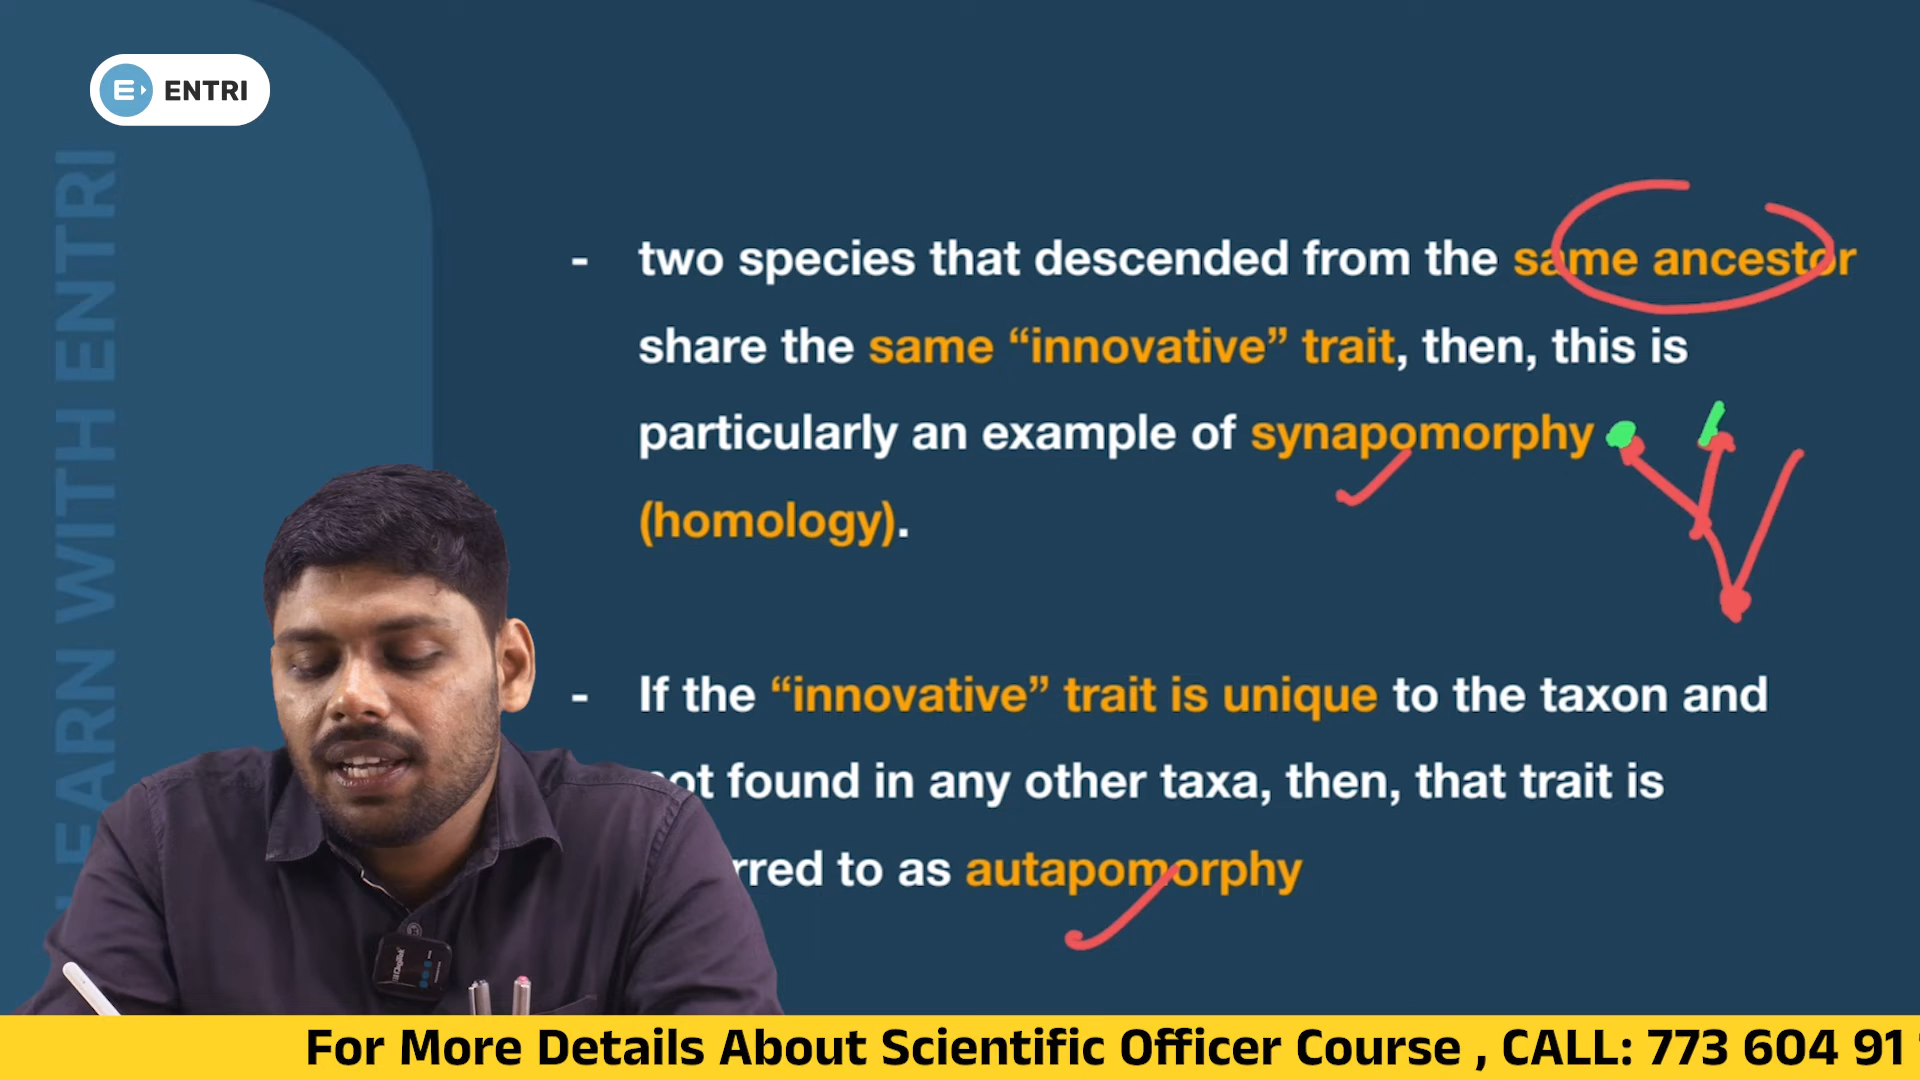 ENTRI
LEARN WITH ENTRI
- two species that descended from the same ancestor
share the same “innovative” trait, then, this is
particularly an example of synapomorphy
(homology).
- If the “innovative” trait is unique to the taxon and
not found in any other taxa, then, that trait is
rred to as autapomorphy
For More Details About Scientific Officer Course , CALL: 773 604 91